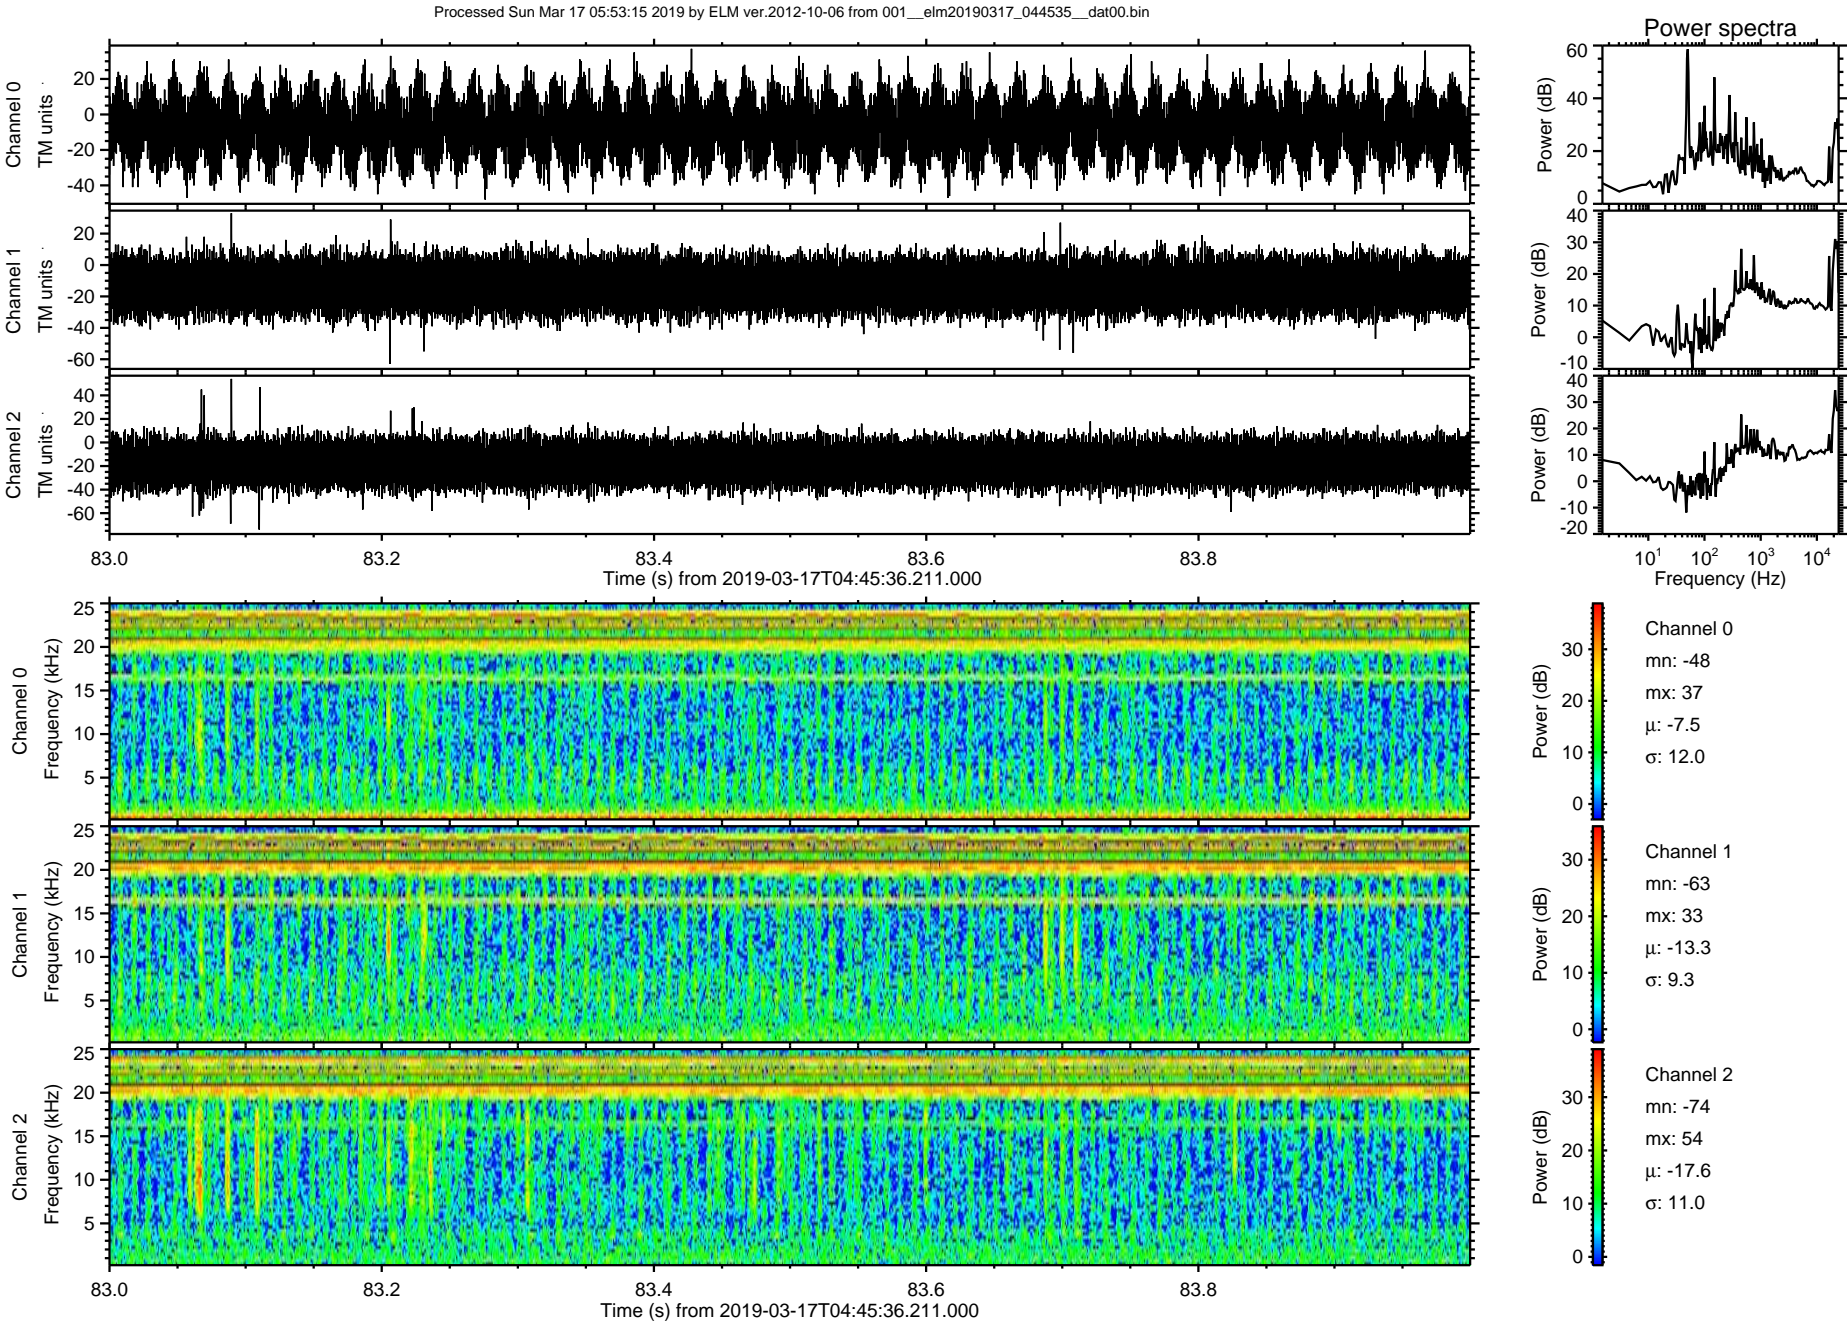 Processed Sun Mar 17 05:53:15 2019 by ELM ver.2012-10-06 from 001__elm20190317_044535__dat00.bin
Power spectra
Channel 0
TM units
20
0
-20
-40
Power (dB)
60
40
20
0
Channel 1
TM units
20
0
-20
-40
-60
Power (dB)
40
30
20
10
0
-10
Channel 2
TM units
40
20
0
-20
-40
-60
Power (dB)
40
30
20
10
0
-10
-20
83.0 83.2 83.4 83.6 83.8
Time (s) from 2019-03-17T04:45:36.211.000
10¹ 10² 10³ 10⁴
Frequency (Hz)
Channel 0
Frequency (kHz)
25
20
15
10
5
Power (dB)
30
20
10
0
Channel 0
mn: -48
mx: 37
µ: -7.5
σ: 12.0
Channel 1
Frequency (kHz)
25
20
15
10
5
Power (dB)
30
20
10
0
Channel 1
mn: -63
mx: 33
µ: -13.3
σ: 9.3
Channel 2
Frequency (kHz)
25
20
15
10
5
Power (dB)
30
20
10
0
Channel 2
mn: -74
mx: 54
µ: -17.6
σ: 11.0
83.0 83.2 83.4 83.6 83.8
Time (s) from 2019-03-17T04:45:36.211.000